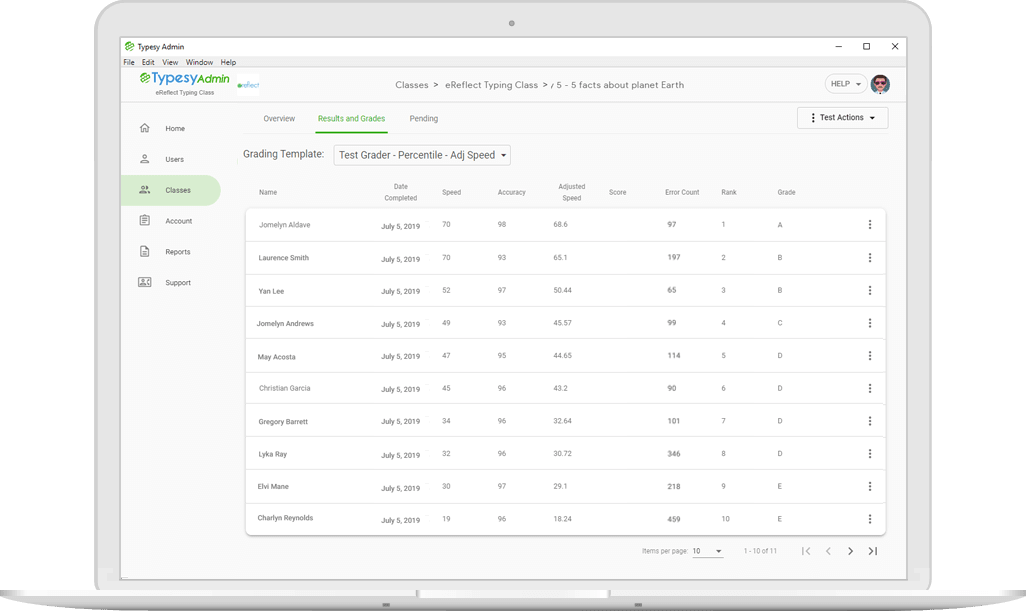 Typesy Admin
File Edit View Window Help
TypesyAdmin
eReflect Typing Class
eReflect
Classes > eReflect Typing Class > / 5 - 5 facts about planet Earth
HELP
Home
Users
Classes
Account
Reports
Support
Overview Results and Grades Pending
Test Actions
Grading Template: Test Grader - Percentile - Adj Speed
Name Date Completed Speed Accuracy Adjusted Speed Score Error Count Rank Grade
Jomelyn Aldave July 5, 2019 70 98 68.6 97 1 A
Laurence Smith July 5, 2019 70 93 65.1 197 2 B
Yan Lee July 5, 2019 52 97 50.44 65 3 B
Jomelyn Andrews July 5, 2019 49 93 45.57 99 4 C
May Acosta July 5, 2019 47 95 44.65 114 5 D
Christian Garcia July 5, 2019 45 96 43.2 90 6 D
Gregory Barrett July 5, 2019 34 96 32.64 101 7 D
Lyka Ray July 5, 2019 32 96 30.72 346 8 D
Elvi Mane July 5, 2019 30 97 29.1 218 9 E
Charlyn Reynolds July 5, 2019 19 96 18.24 459 10 E
Items per page: 10 1 - 10 of 11